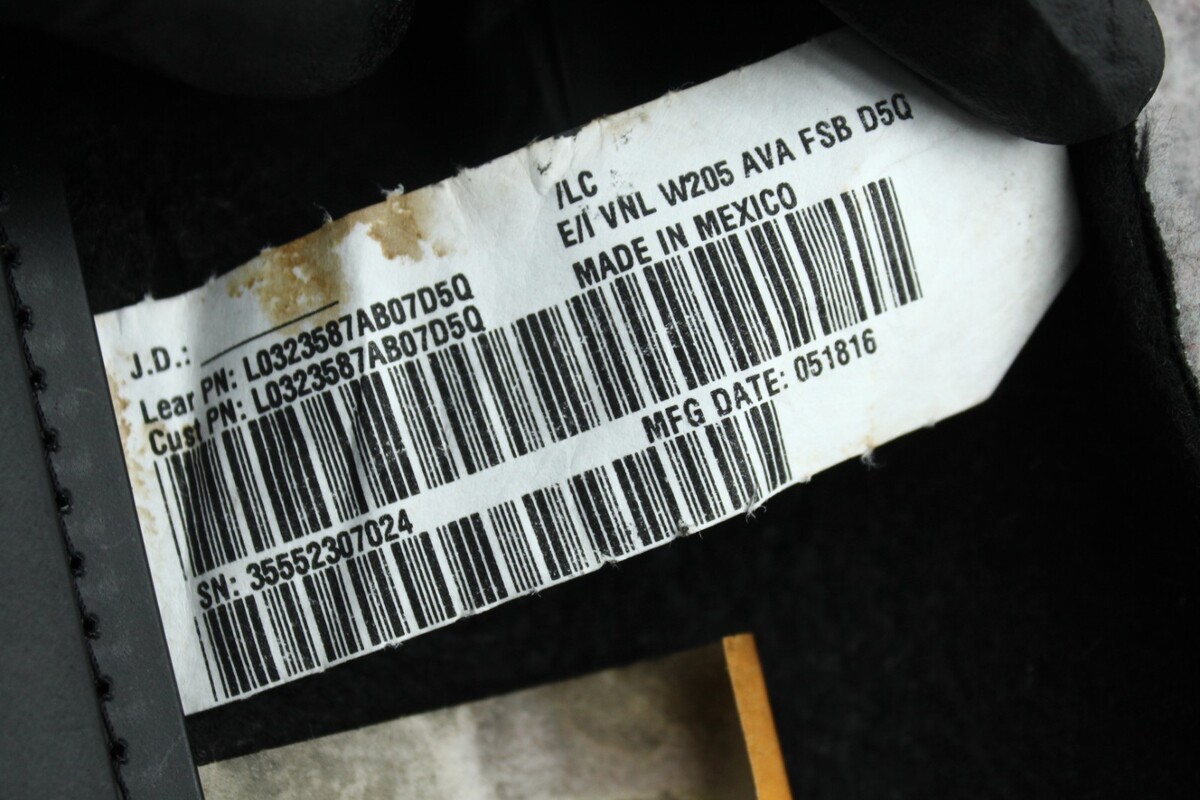 /LC
E/I VNL W205 AVA FSB D5Q
MADE IN MEXICO
J.D.:
Lear PN: L0323587AB07D5Q
Cust PN: L0323587AB07D5Q
MFG DATE: 051816
SN: 35552307024